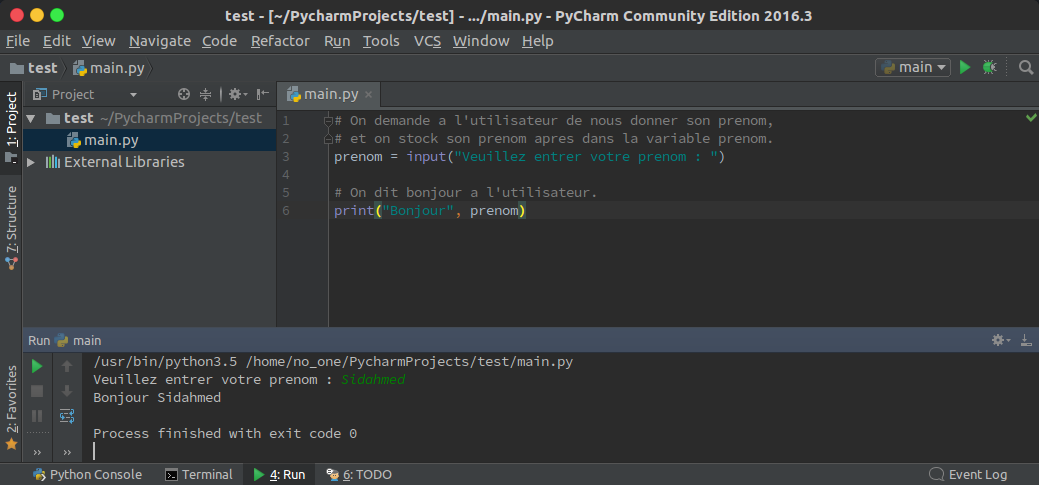 test - [~/PycharmProjects/test] - .../main.py - PyCharm Community Edition 2016.3
File Edit View Navigate Code Refactor Run Tools VCS Window Help
test main.py main
Project main.py
1: Project
test ~/PycharmProjects/test
main.py
External Libraries
7: Structure
1 # On demande a l'utilisateur de nous donner son prenom,
2 # et on stock son prenom apres dans la variable prenom.
3 prenom = input("Veuillez entrer votre prenom : ")
4
5 # On dit bonjour a l'utilisateur.
6 print("Bonjour", prenom)
Run main
2: Favorites
/usr/bin/python3.5 /home/no_one/PycharmProjects/test/main.py
Veuillez entrer votre prenom : Sidahmed
Bonjour Sidahmed
Process finished with exit code 0
Python Console Terminal 4: Run 6: TODO Event Log